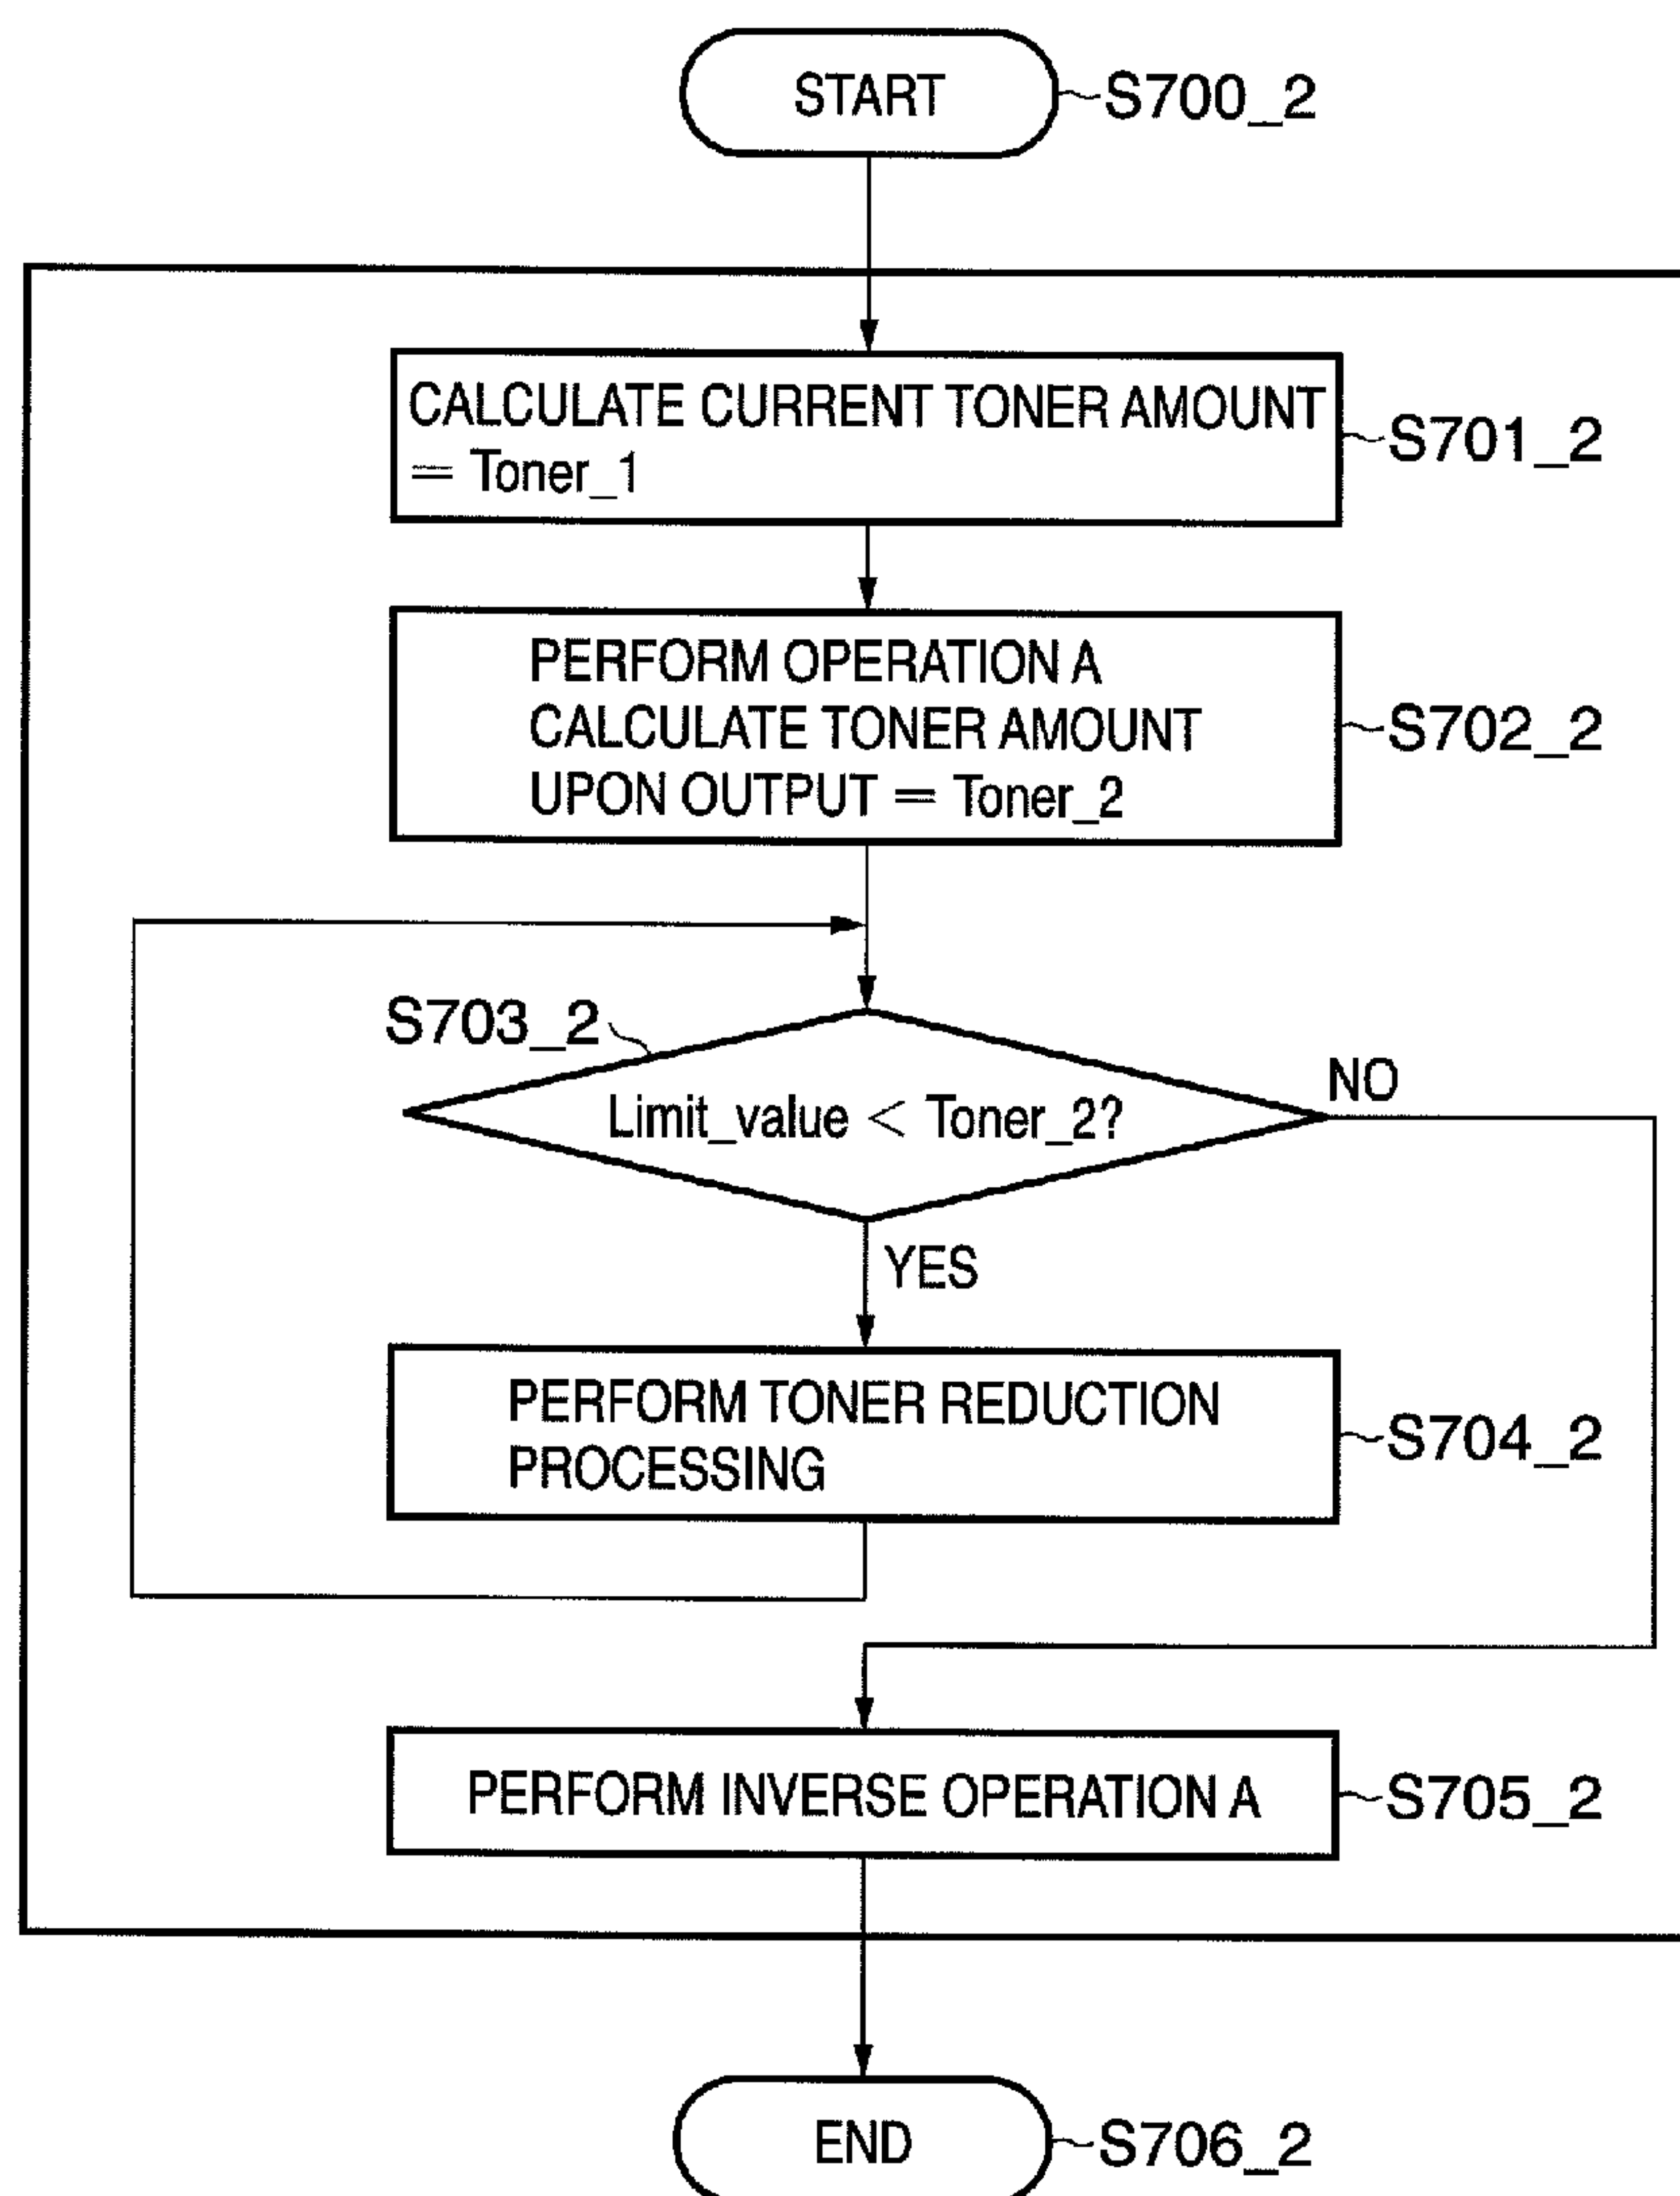 START
S700_2
CALCULATE CURRENT TONER AMOUNT
= Toner_1
S701_2
PERFORM OPERATION A
CALCULATE TONER AMOUNT
UPON OUTPUT = Toner_2
S702_2
S703_2
Limit_value < Toner_2?
NO
YES
PERFORM TONER REDUCTION
PROCESSING
S704_2
PERFORM INVERSE OPERATION A
S705_2
END
S706_2